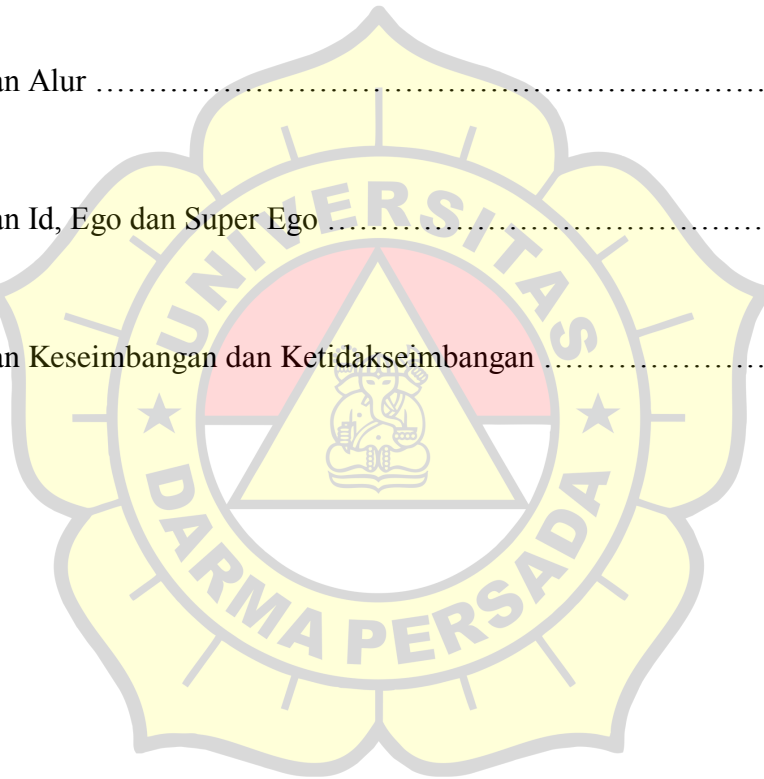 an Alur ……………………………………………………………
an Id, Ego dan Super Ego ………………………………………
an Keseimbangan dan Ketidakseimbangan …………………
UNIVERSITAS
DARMA PERSADA